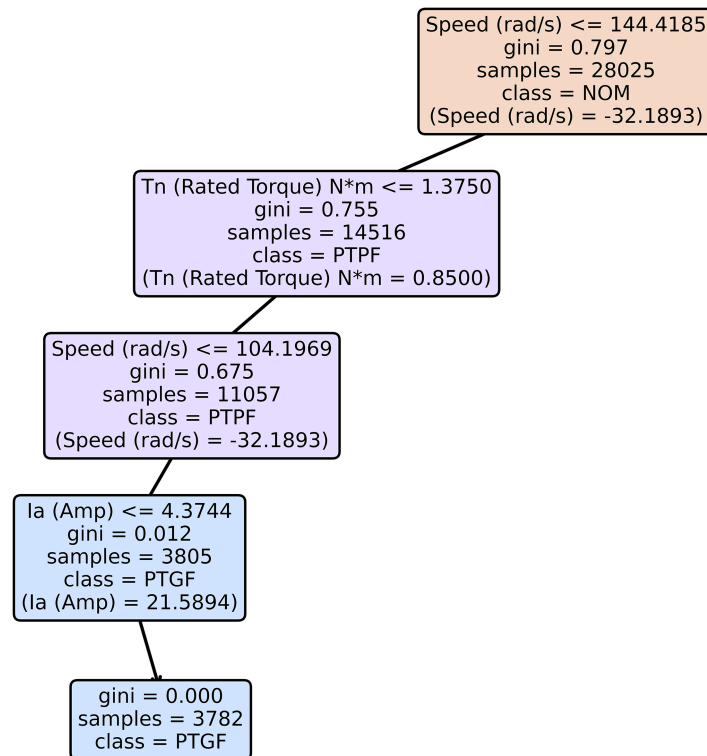 Speed (rad/s) <= 144.4185
gini = 0.797
samples = 28025
class = NOM
(Speed (rad/s) = -32.1893)
Tn (Rated Torque) N*m <= 1.3750
gini = 0.755
samples = 14516
class = PTPF
(Tn (Rated Torque) N*m = 0.8500)
Speed (rad/s) <= 104.1969
gini = 0.675
samples = 11057
class = PTPF
(Speed (rad/s) = -32.1893)
Ia (Amp) <= 4.3744
gini = 0.012
samples = 3805
class = PTGF
(Ia (Amp) = 21.5894)
gini = 0.000
samples = 3782
class = PTGF